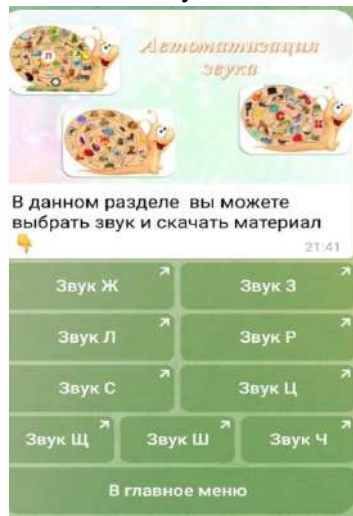 Автоматизация
звука
Л
В данном разделе вы можете
выбрать звук и скачать материал
👇
21:41
Звук Ж
Звук З
Звук Л
Звук Р
Звук С
Звук Ц
Звук Щ
Звук Ш
Звук Ч
В главное меню